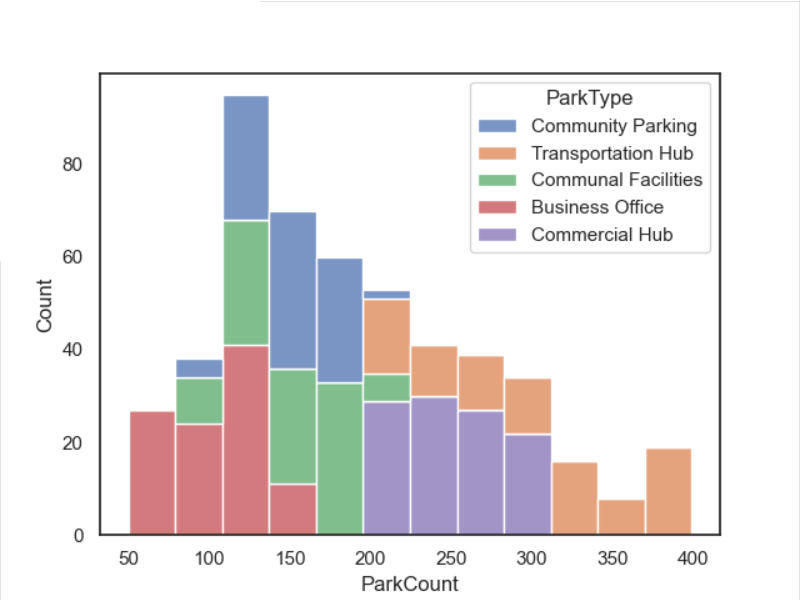 ParkType
Community Parking
Transportation Hub
Communal Facilities
Business Office
Commercial Hub
80
60
40
20
0
Count
50 100 150 200 250 300 350 400
ParkCount